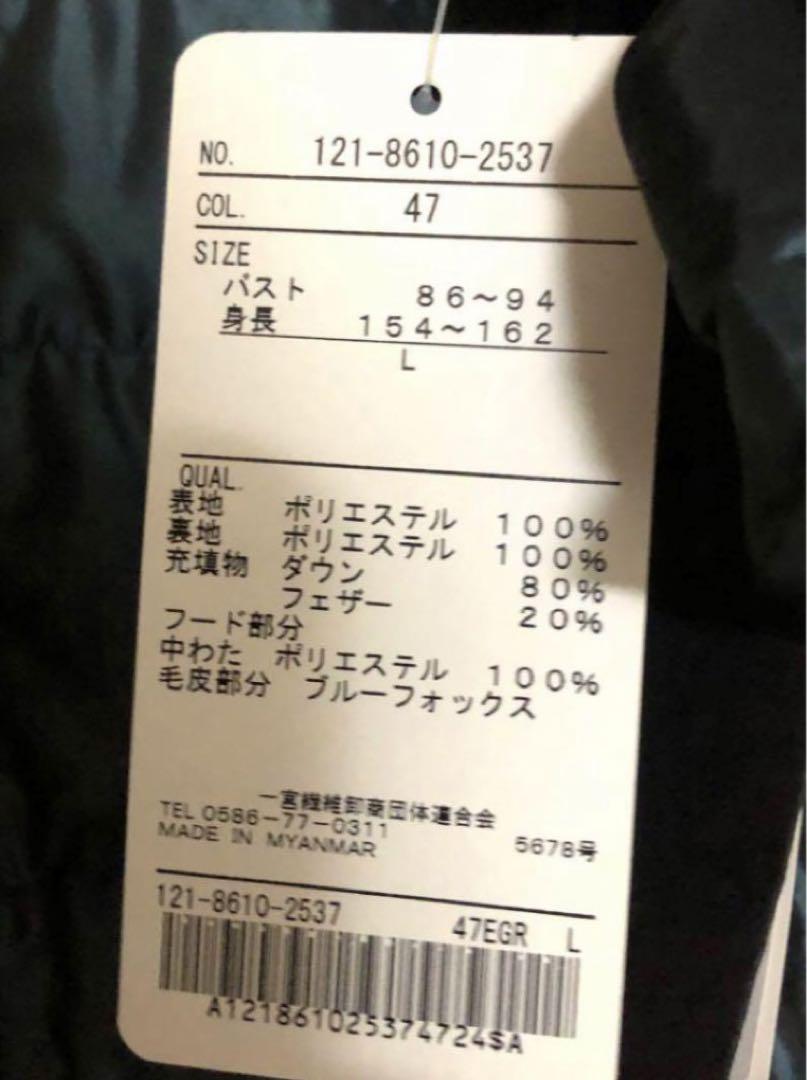 NO. 121-8610-2537
COL. 47
SIZE
バスト 86～94
身長 154～162
L
QUAL.
表地 ポリエステル 100%
裏地 ポリエステル 100%
充填物 ダウン 80%
フェザー 20%
フード部分
中わた ポリエステル 100%
毛皮部分 ブルーフォックス
一宮繊維卸商団体連合会
TEL 0586-77-0311 5678号
MADE IN MYANMAR
121-8610-2537 47EGR L
A121861025374724SA